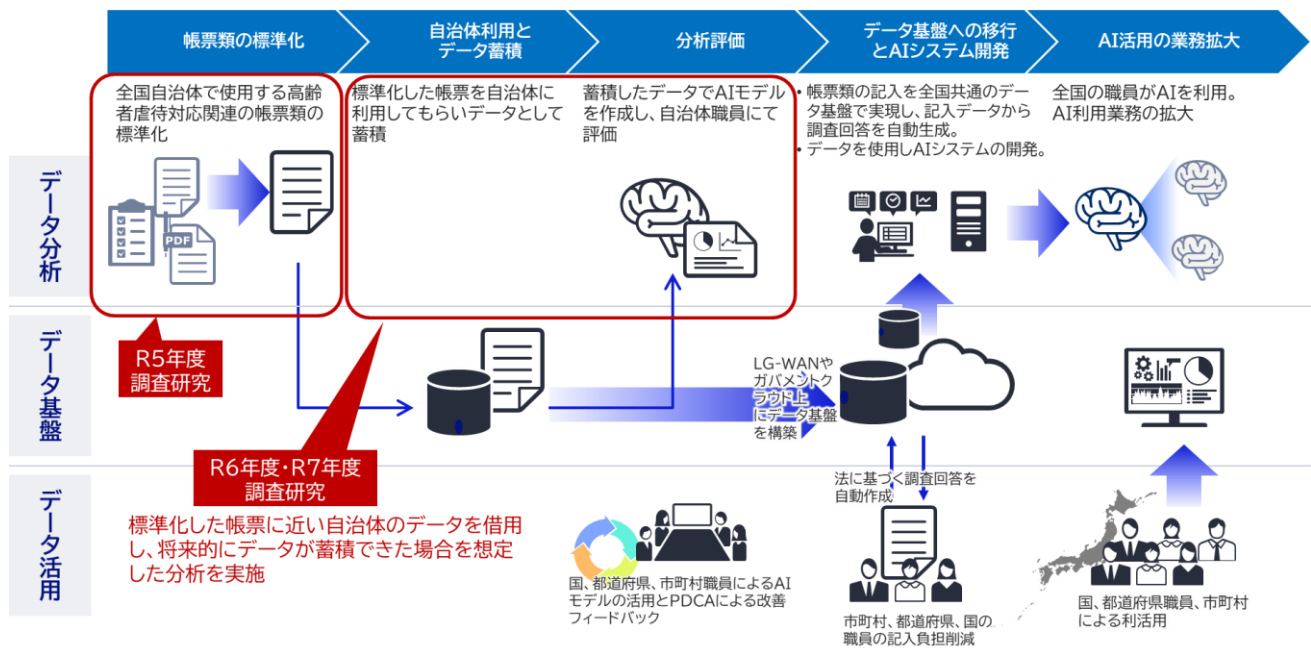 帳票類の標準化
自治体利用と
データ蓄積
分析評価
データ基盤への移行
とAIシステム開発
AI活用の業務拡大
全国自治体で使用する高齢
者虐待対応関連の帳票類の
標準化
標準化した帳票を自治体に
利用してもらいデータとして
蓄積
蓄積したデータでAIモデル
を作成し、自治体職員にて
評価
• 帳票類の記入を全国共通のデー
タ基盤で実現し、記入データから
調査回答を自動生成。
• データを使用しAIシステムの開発。
全国の職員がAIを利用。
AI利用業務の拡大
データ分析
PDF
R5年度
調査研究
データ基盤
LG-WANや
ガバメントク
ラウド上
にデータ基盤
を構築
R6年度・R7年度
調査研究
データ活用
標準化した帳票に近い自治体のデータを借用
し、将来的にデータが蓄積できた場合を想定
した分析を実施
国、都道府県、市町村職員によるAI
モデルの活用とPDCAによる改善
フィードバック
法に基づく調査回答を
自動作成
市町村、都道府県、国の
職員の記入負担削減
国、都道府県職員、市町村
による利活用